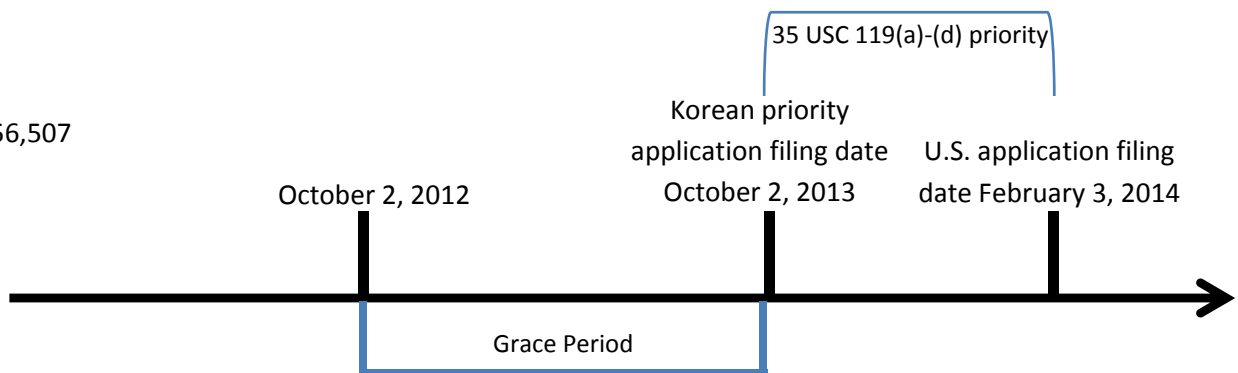 35 USC 119(a)-(d) priority
Korean priority
application filing date
October 2, 2013
U.S. application filing
date February 3, 2014
October 2, 2012
Grace Period